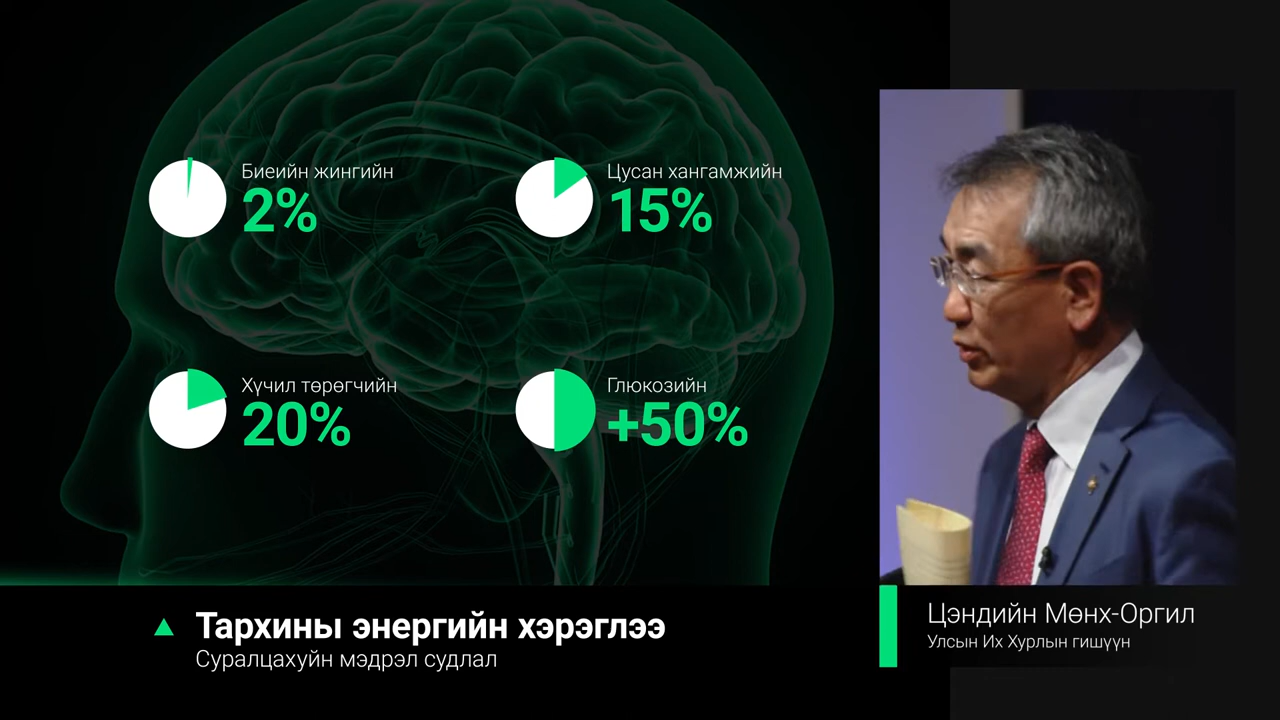 Биеийн жингийн
2%
Цусан хангамжийн
15%
Хүчил төрөгчийн
20%
Глюкозийн
+50%
Тархины энергийн хэрэглээ
Суралцахуйн мэдрэл судлал
Цэндийн Мөнх-Оргил
Улсын Их Хурлын гишүүн